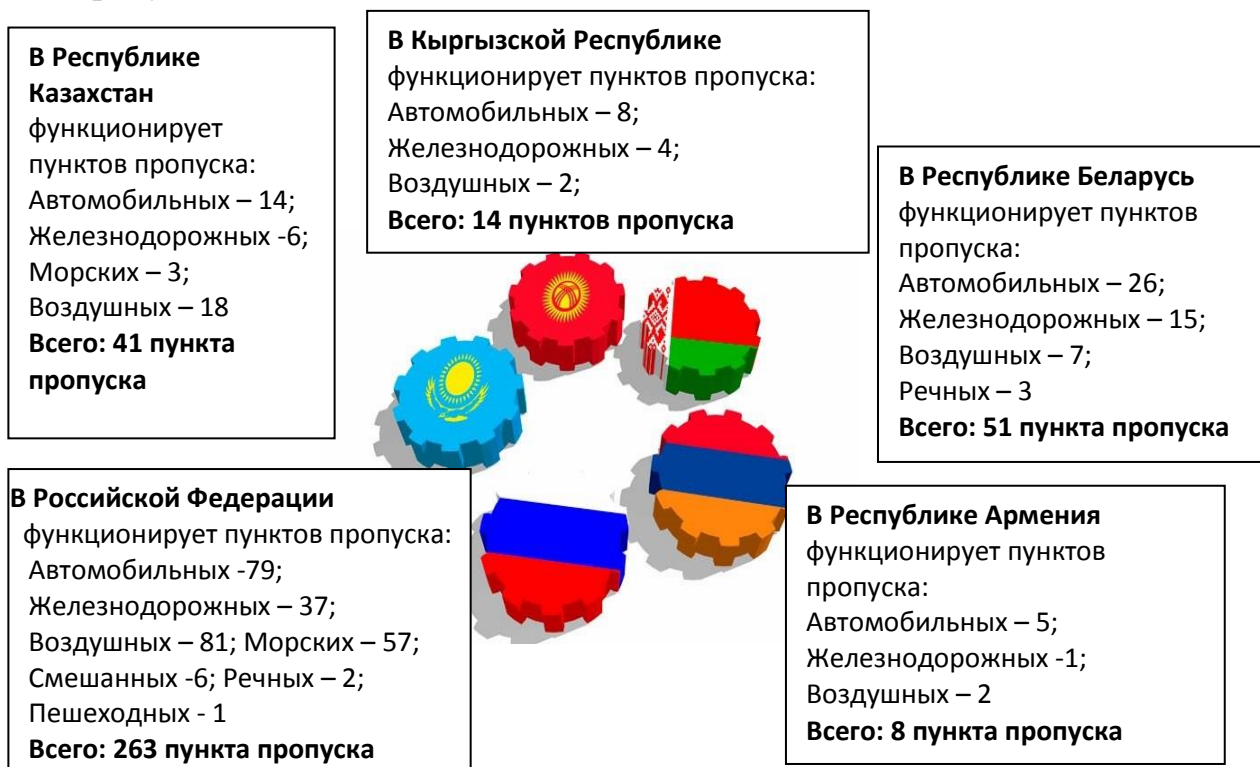 В Республике
Казахстан
функционирует
пунктов пропуска:
Автомобильных – 14;
Железнодорожных -6;
Морских – 3;
Воздушных – 18
Всего: 41 пункта
пропуска
В Кыргызской Республике
функционирует пунктов пропуска:
Автомобильных – 8;
Железнодорожных – 4;
Воздушных – 2;
Всего: 14 пунктов пропуска
В Республике Беларусь
функционирует пунктов
пропуска:
Автомобильных – 26;
Железнодорожных – 15;
Воздушных – 7;
Речных – 3
Всего: 51 пункта пропуска
В Российской Федерации
функционирует пунктов пропуска:
Автомобильных -79;
Железнодорожных – 37;
Воздушных – 81; Морских – 57;
Смешанных -6; Речных – 2;
Пешеходных - 1
Всего: 263 пункта пропуска
В Республике Армения
функционирует пунктов
пропуска:
Автомобильных – 5;
Железнодорожных -1;
Воздушных – 2
Всего: 8 пункта пропуска